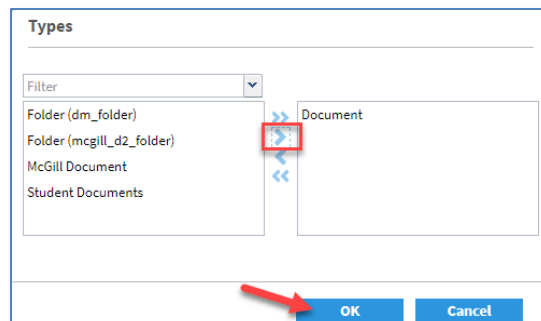 Types
Filter
Folder (dm_folder)
Folder (mcgill_d2_folder)
McGill Document
Student Documents
Document
OK
Cancel